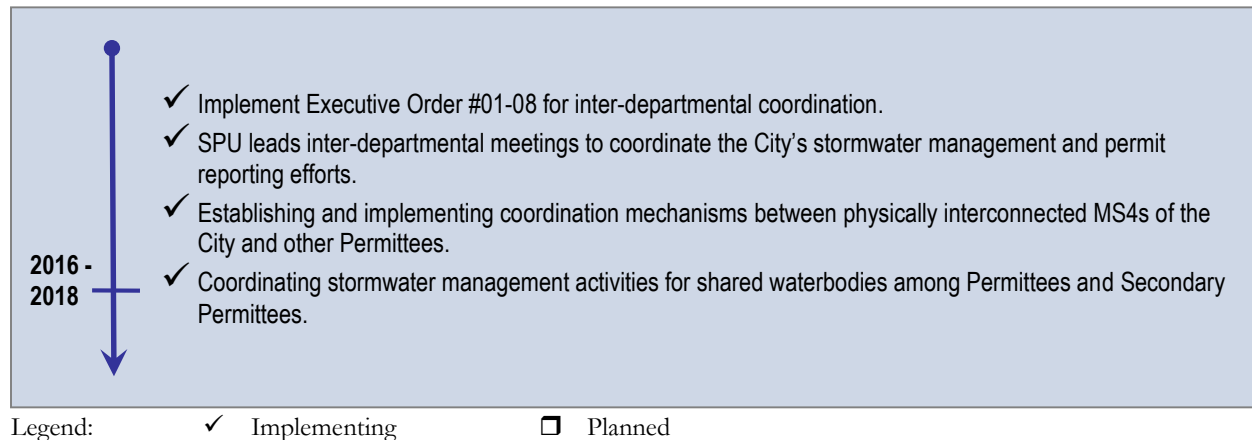 ✓ Implement Executive Order #01-08 for inter-departmental coordination.
✓ SPU leads inter-departmental meetings to coordinate the City's stormwater management and permit
reporting efforts.
✓ Establishing and implementing coordination mechanisms between physically interconnected MS4s of the
City and other Permittees.
2016 -
2018
✓ Coordinating stormwater management activities for shared waterbodies among Permittees and Secondary
Permittees.
Legend: ✓ Implementing ❒ Planned